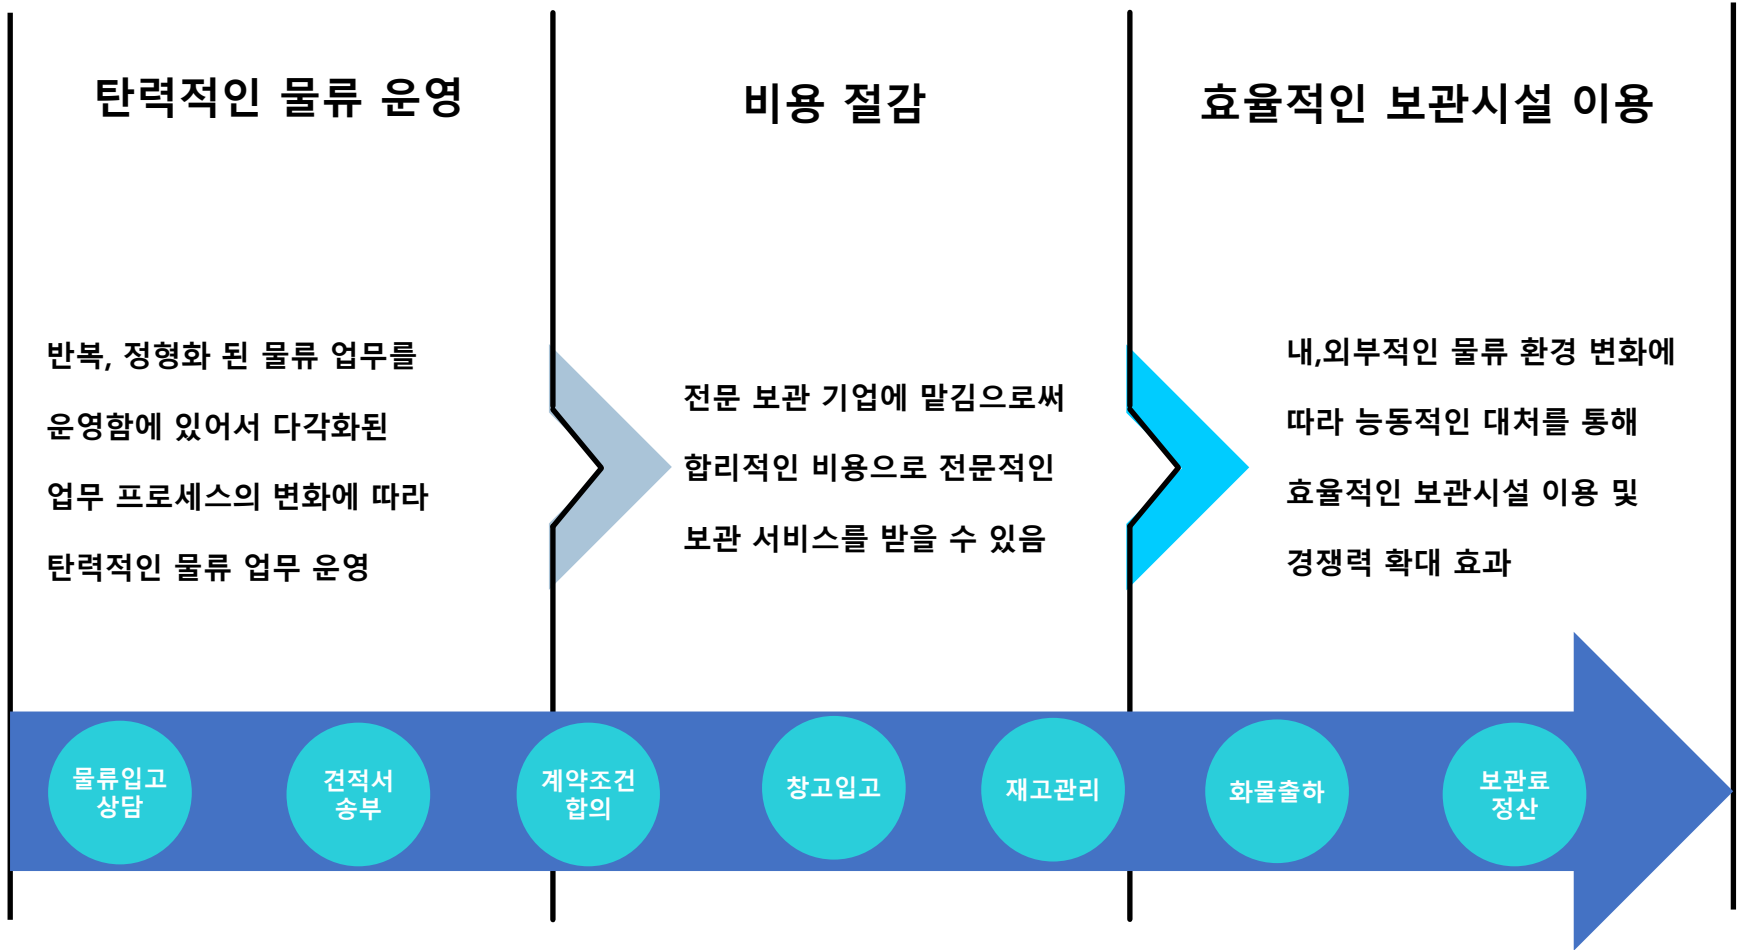 탄력적인 물류 운영
비용 절감
효율적인 보관시설 이용
반복, 정형화 된 물류 업무를
운영함에 있어서 다각화된
업무 프로세스의 변화에 따라
탄력적인 물류 업무 운영
전문 보관 기업에 맡김으로써
합리적인 비용으로 전문적인
보관 서비스를 받을 수 있음
내,외부적인 물류 환경 변화에
따라 능동적인 대처를 통해
효율적인 보관시설 이용 및
경쟁력 확대 효과
물류입고
상담
견적서
송부
계약조건
합의
창고입고
재고관리
화물출하
보관료
정산